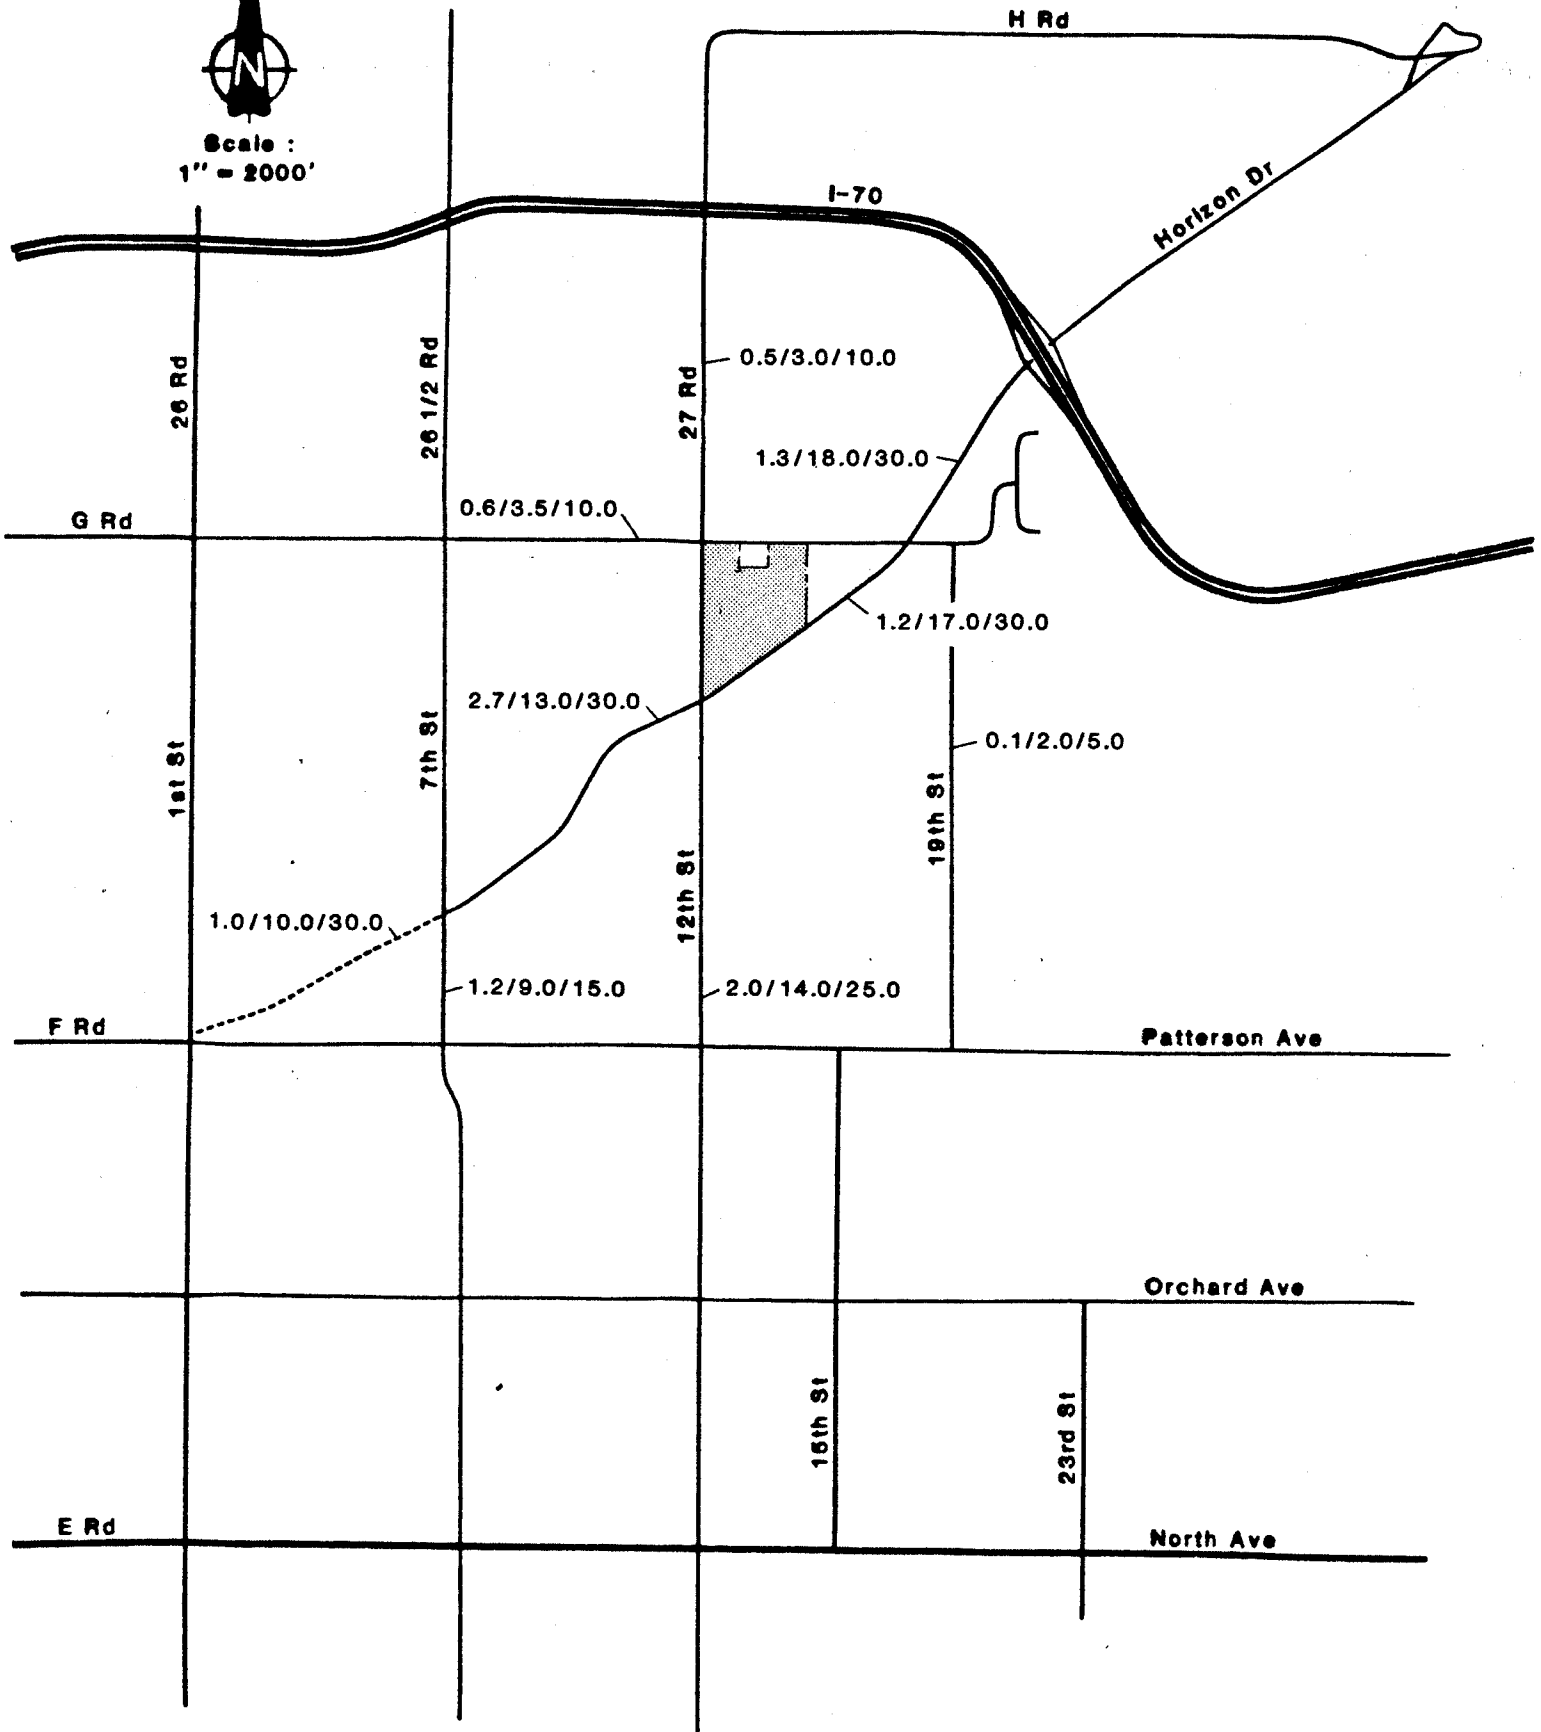 H Rd
N
Scale :
1" = 2000'
I-70
Horizon Dr
26 Rd
26 1/2 Rd
27 Rd
0.5/3.0/10.0
1.3/18.0/30.0
0.6/3.5/10.0
G Rd
1.2/17.0/30.0
2.7/13.0/30.0
0.1/2.0/5.0
1st St
7th St
12th St
19th St
1.0/10.0/30.0
1.2/9.0/15.0
2.0/14.0/25.0
F Rd
Patterson Ave
Orchard Ave
15th St
23rd St
E Rd
North Ave